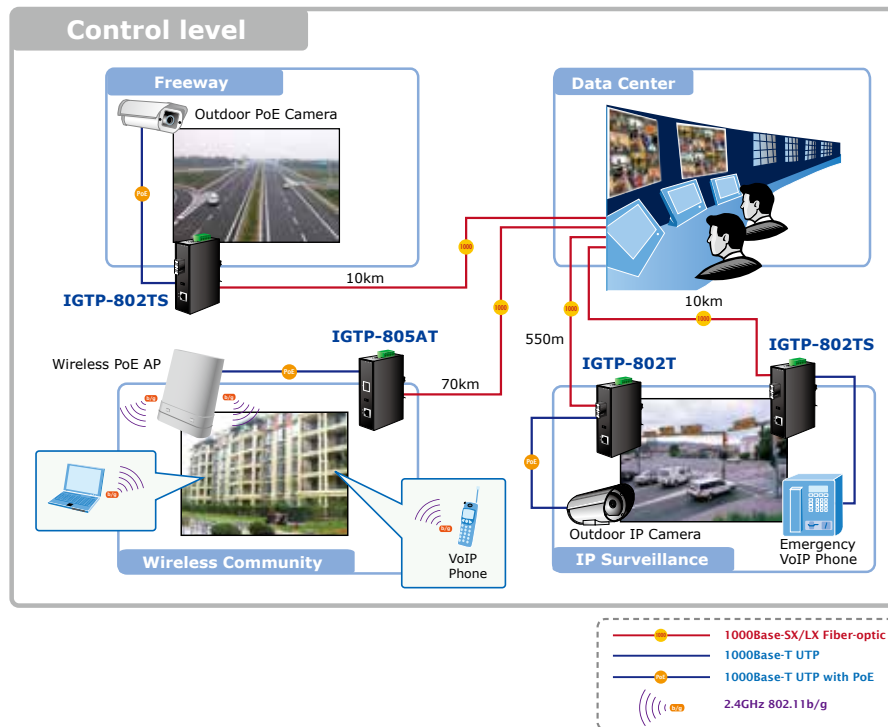 Control level
Freeway
Outdoor PoE Camera
PoE
IGTP-802TS
10km
1000
Data Center
1000
1000
10km
1000
550m
IGTP-805AT
Wireless PoE AP
PoE
b/g
b/g
70km
b/g
b/g
VoIP
Phone
Wireless Community
IGTP-802T
IGTP-802TS
PoE
Outdoor IP Camera
Emergency
VoIP Phone
IP Surveillance
1000
1000Base-SX/LX Fiber-optic
1000Base-T UTP
PoE
1000Base-T UTP with PoE
b/g
2.4GHz 802.11b/g